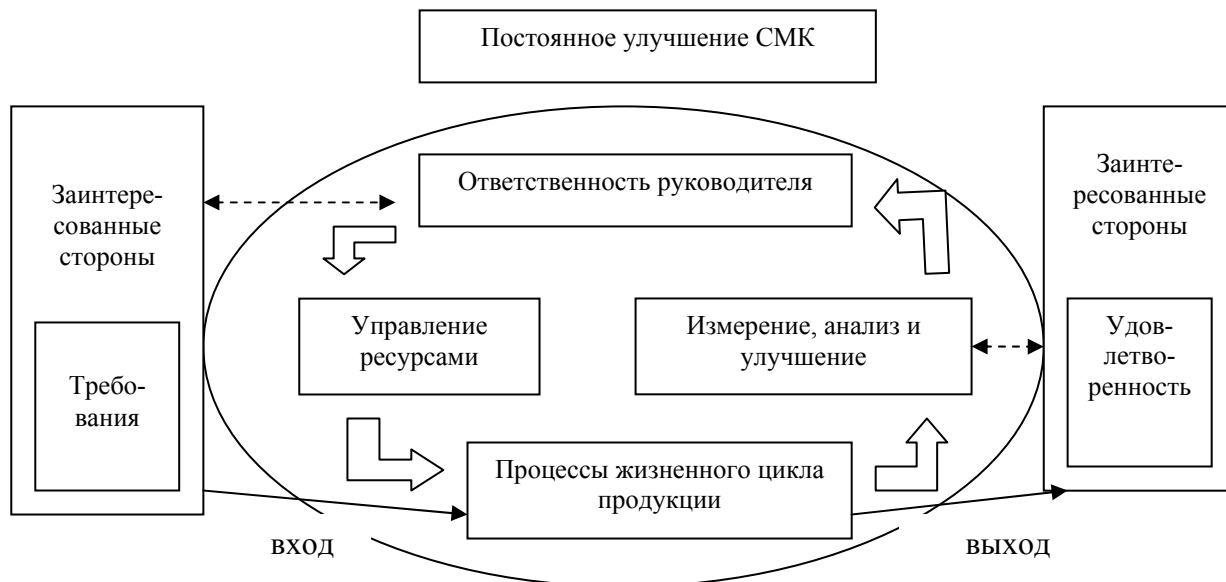 Постоянное улучшение СМК
Заинтере-
сованные
стороны
Требо-
вания
Ответственность руководителя
Управление
ресурсами
Измерение, анализ и
улучшение
Процессы жизненного цикла
продукции
Заинте-
ресованные
стороны
Удов-
летво-
ренность
вход
выход